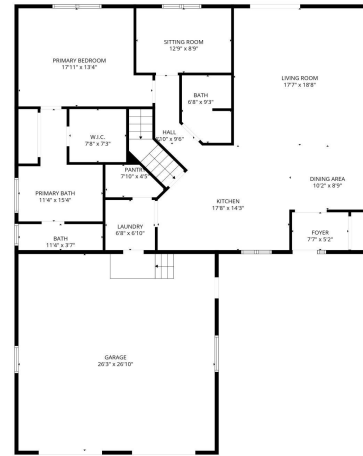 PRIMARY BEDROOM
17'11" x 13'4"
SITTING ROOM
12'9" x 8'9"
LIVING ROOM
17'7" x 18'8"
BATH
6'8" x 9'3"
W.I.C.
7'8" x 7'3"
HALL
10" x 9'6"
PANTRY
7'10" x 4'5"
DINING AREA
10'2" x 8'9"
PRIMARY BATH
11'4" x 15'4"
KITCHEN
17'8" x 14'3"
LAUNDRY
6'8" x 6'10"
FOYER
7'7" x 5'2"
BATH
11'4" x 3'7"
GARAGE
26'3" x 26'10"